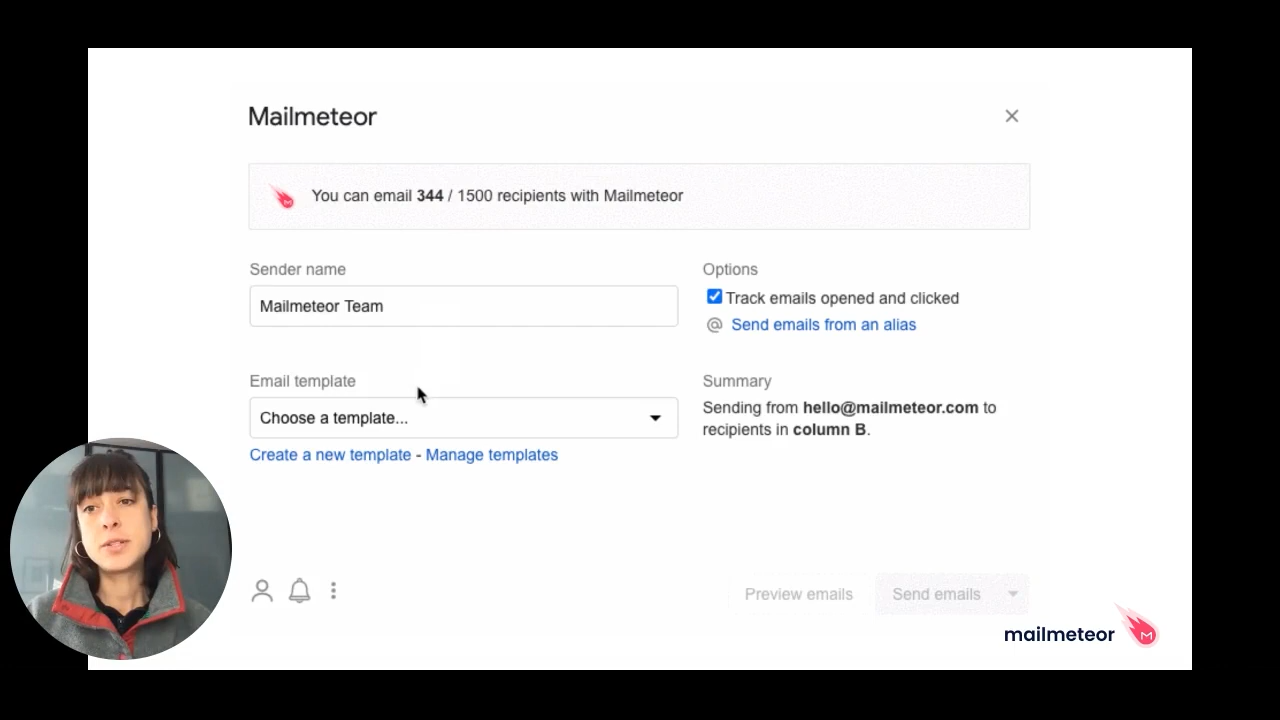 Mailmeteor
You can email 344 / 1500 recipients with Mailmeteor
Sender name
Mailmeteor Team
Options
Track emails opened and clicked
@ Send emails from an alias
Email template
Choose a template...
Create a new template - Manage templates
Summary
Sending from hello@mailmeteor.com to
recipients in column B.
Preview emails
Send emails
mailmeteor
M